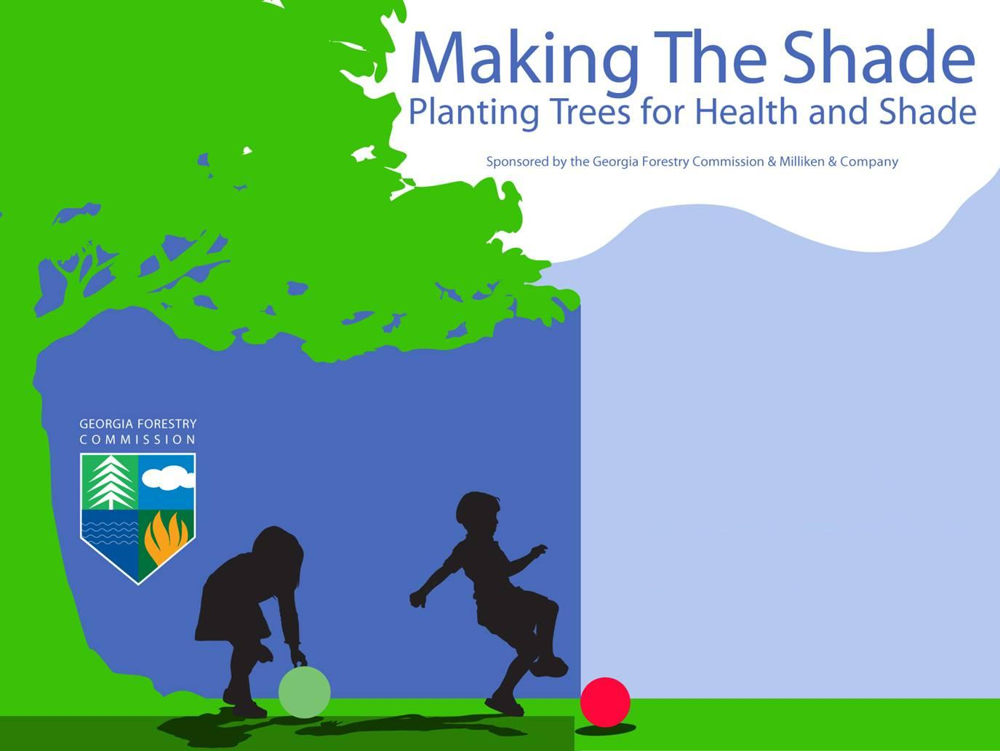 Making The Shade
Planting Trees for Health and Shade
Sponsored by the Georgia Forestry Commission & Milliken & Company
GEORGIA FORESTRY
COMMISSION